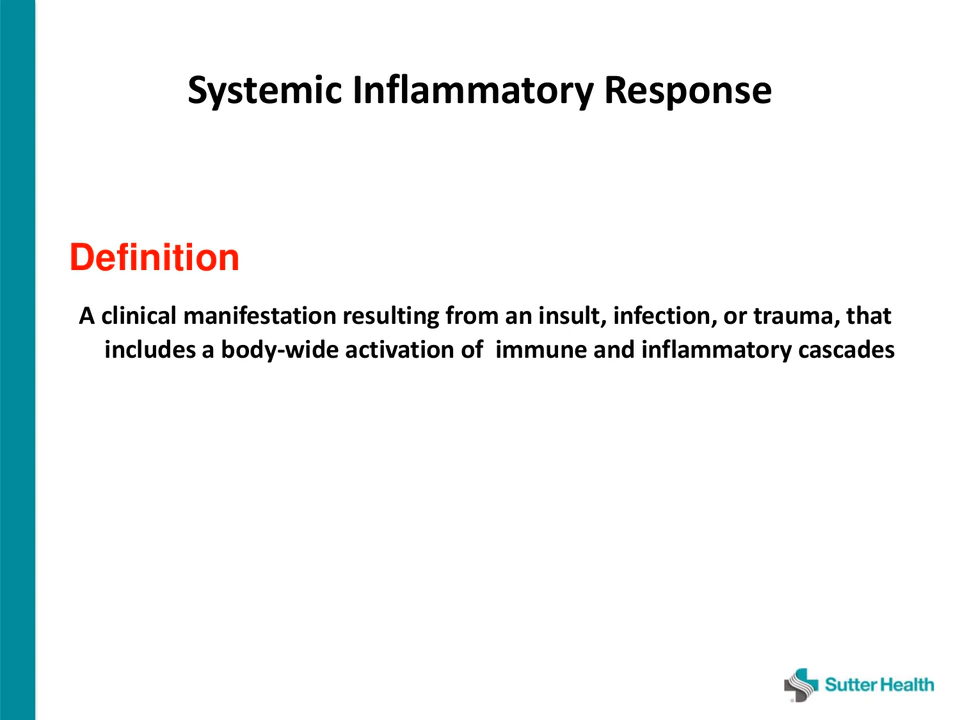 Systemic Inflammatory Response
Definition
A clinical manifestation resulting from an insult, infection, or trauma, that
includes a body-wide activation of  immune and inflammatory cascades
Sutter Health